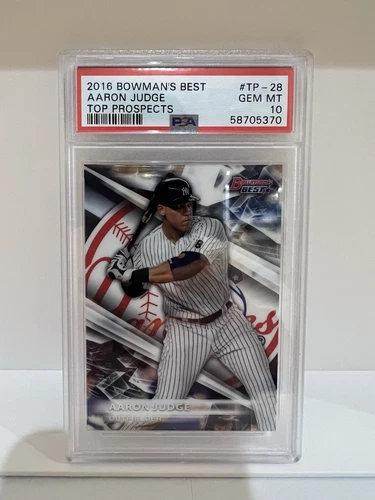 2016 BOWMAN'S BEST #TP-28
AARON JUDGE GEM MT
TOP PROSPECTS 10
PSA 58705370
BOWMAN'S
BEST
AARON JUDGE